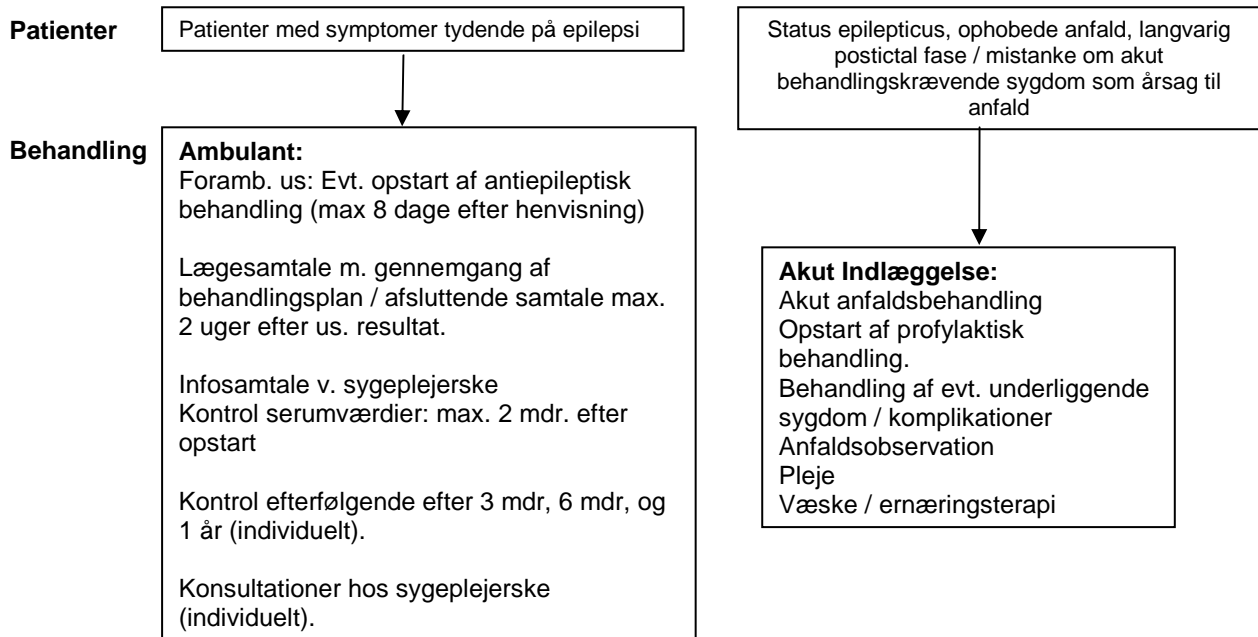 Patienter
Patienter med symptomer tydende på epilepsi
Status epilepticus, ophobede anfald, langvarig
postictal fase / mistanke om akut
behandlingskrævende sygdom som årsag til
anfald
Behandling
Ambulant:
Foramb. us: Evt. opstart af antiepileptisk
behandling (max 8 dage efter henvisning)
Lægesamtale m. gennemgang af
behandlingsplan / afsluttende samtale max.
2 uger efter us. resultat.
Infosamtale v. sygeplejerske
Kontrol serumværdier: max. 2 mdr. efter
opstart
Kontrol efterfølgende efter 3 mdr, 6 mdr, og
1 år (individuelt).
Konsultationer hos sygeplejerske
(individuelt).
Akut Indlæggelse:
Akut anfaldsbehandling
Opstart af profylaktisk
behandling.
Behandling af evt. underliggende
sygdom / komplikationer
Anfaldsobservation
Pleje
Væske / ernæringsterapi